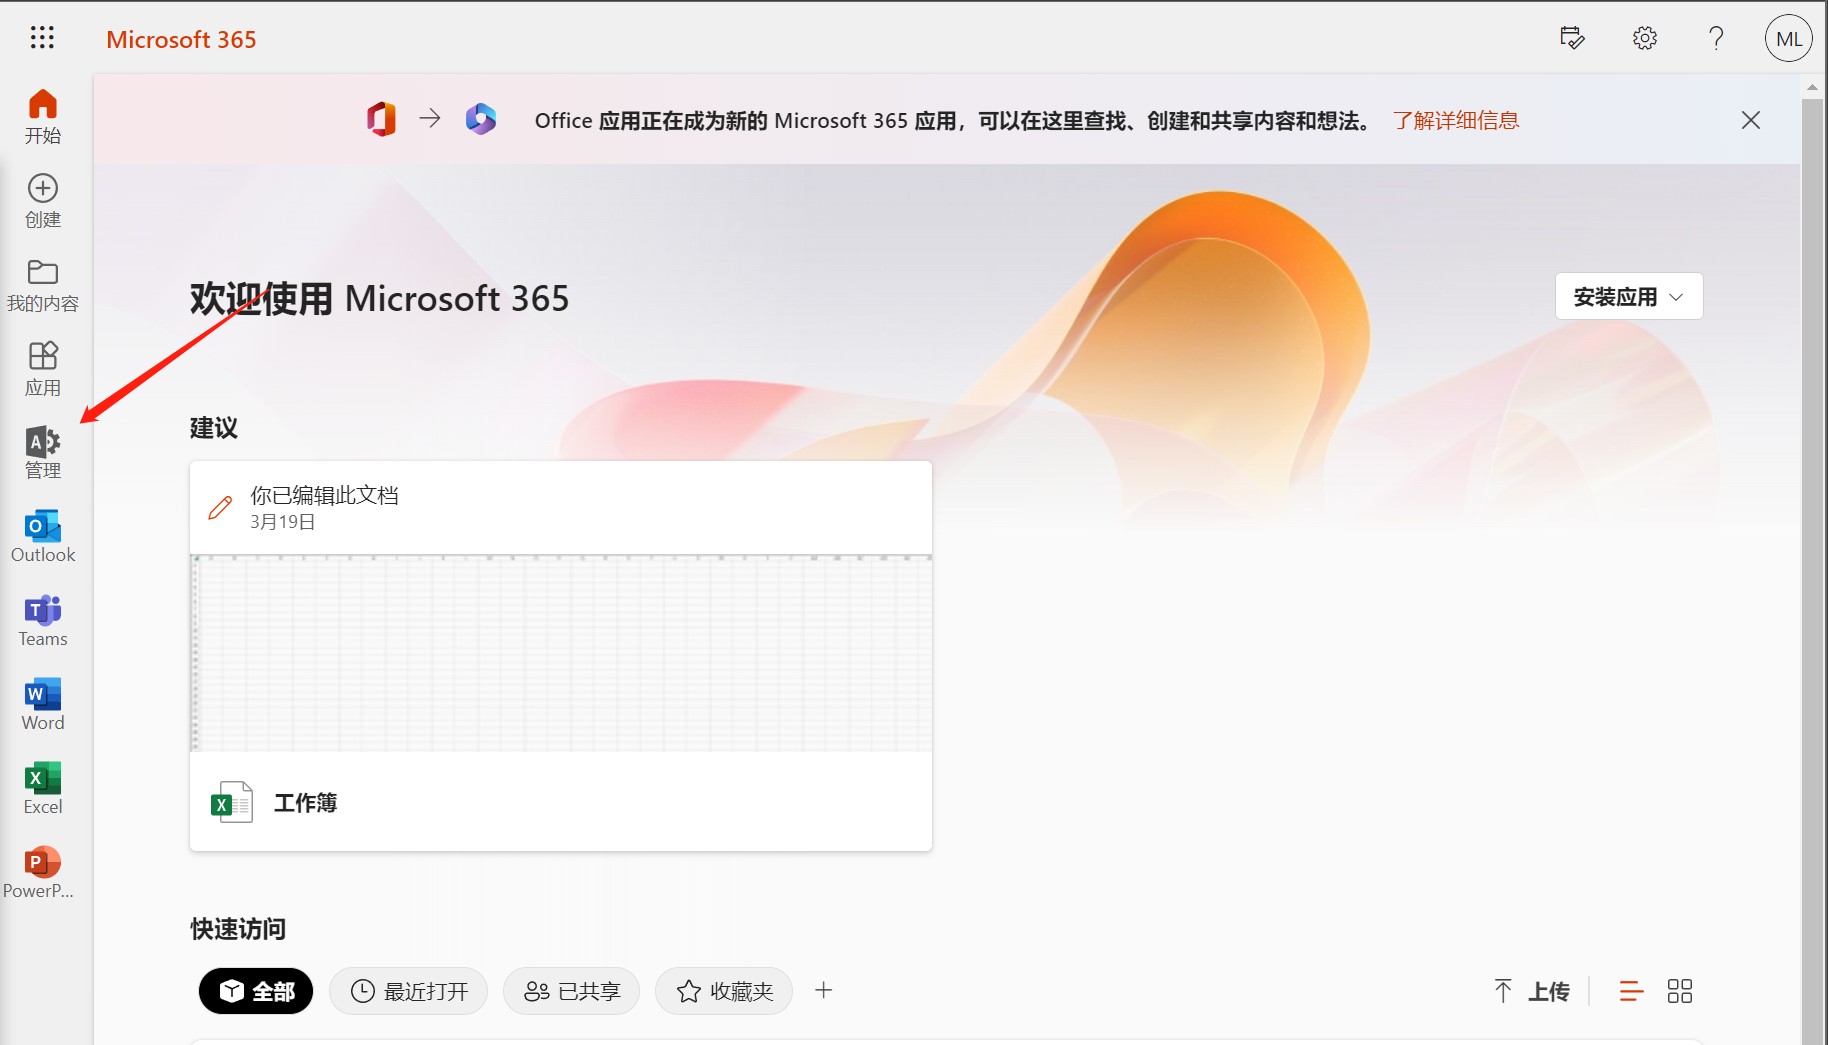 Microsoft 365
ML
开始
创建
我的内容
应用
管理
Outlook
Teams
Word
Excel
PowerP...
Office 应用正在成为新的 Microsoft 365 应用，可以在这里查找、创建和共享内容和想法。 了解详细信息
欢迎使用 Microsoft 365
安装应用
建议
你已编辑此文档
3月19日
工作簿
快速访问
全部
最近打开
已共享
收藏夹
上传